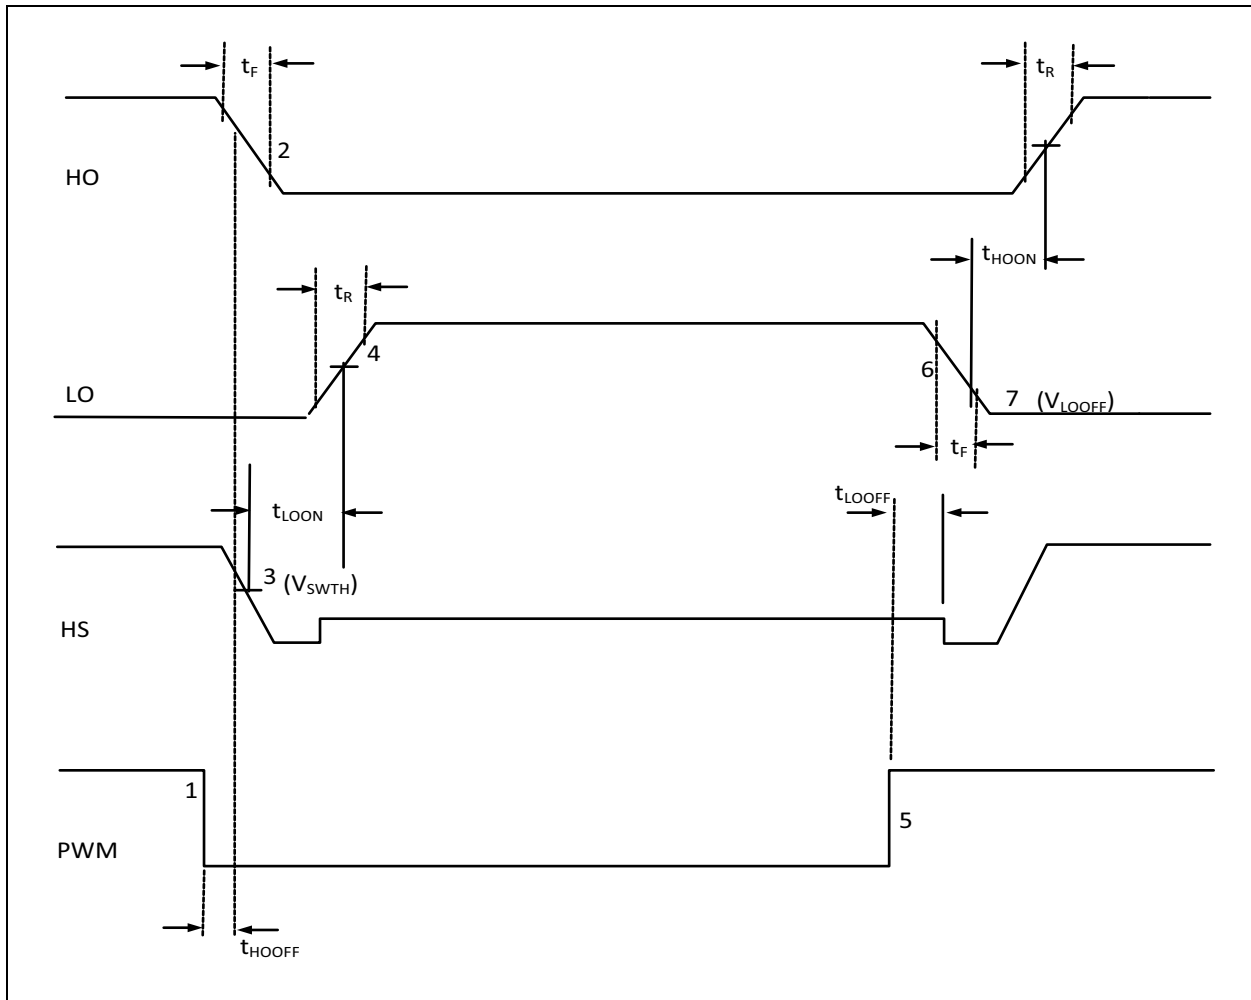 tF
tR
2
HO
tHOON
tR
4
6
LO
7 (VLOOFF)
tF
tLOOFF
tLOON
3 (VSWTH)
HS
1
5
PWM
tHOOFF